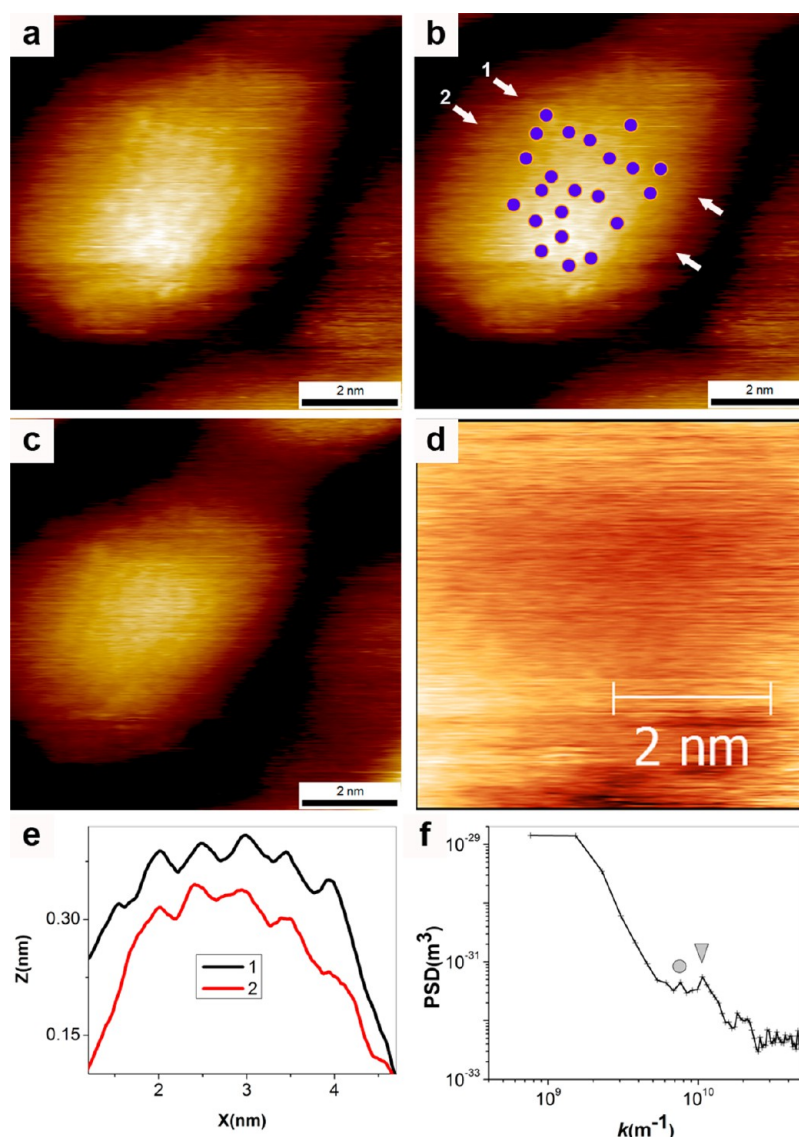 a
b
1
2
2 nm
2 nm
c
d
2 nm
2 nm
e
f
0.30
0.15
Z(nm)
1
2
2
3
4
X(nm)
10⁻²⁹
10⁻³¹
10⁻³³
PSD(m³)
10⁹
10¹⁰
k(m⁻¹)